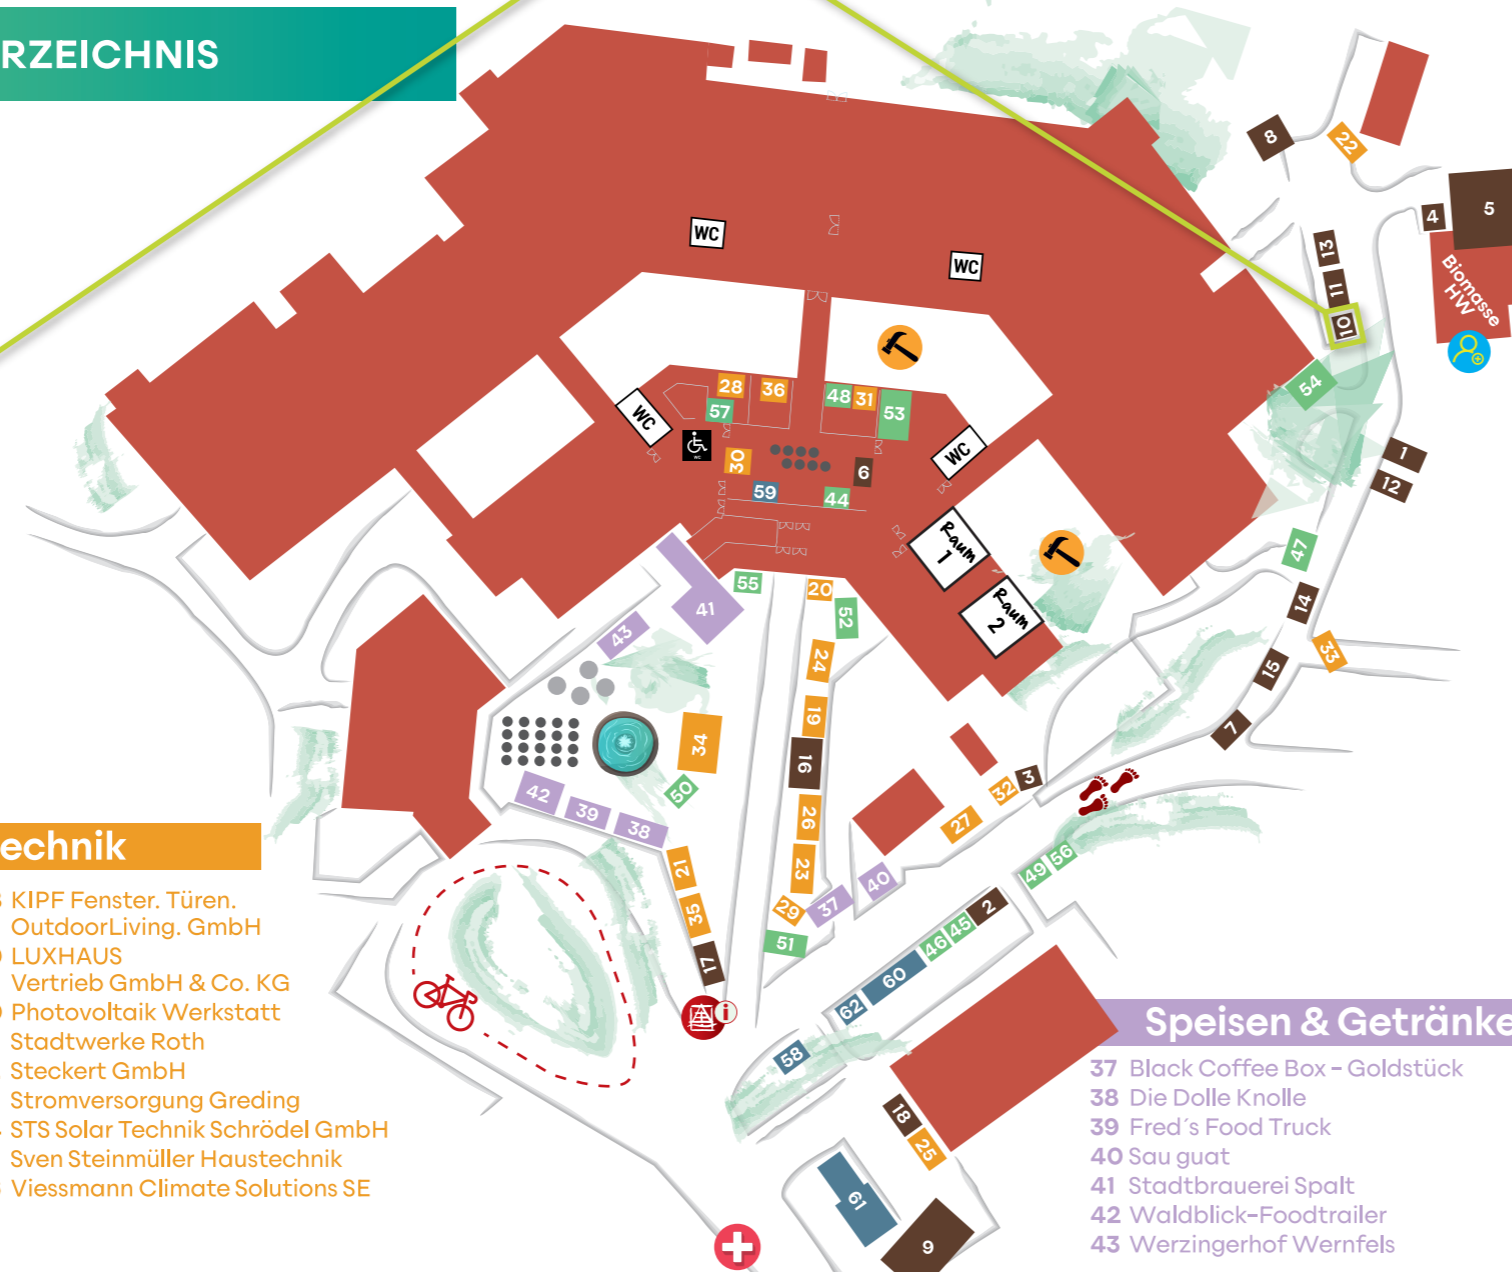 RZEICHNIS
8
22
5
4
WC
WC
13
11
10
Biomasse
HW
28
36
48
31
53
57
54
WC
WC
WC
30
6
59
44
1
12
Raum
1
47
55
20
41
52
Raum
2
14
43
24
33
15
19
34
7
16
50
42
3
32
39
26
27
38
echnik
21
23
56
49
40
35
29
37
2
KIPF Fenster. Türen.
OutdoorLiving. GmbH
45
46
51
LUXHAUS
17
60
Vertrieb GmbH & Co. KG
62
i
Photovoltaik Werkstatt
Speisen & Getränke
Stadtwerke Roth
58
Steckert GmbH
37 Black Coffee Box – Goldstück
Stromversorgung Greding
38 Die Dolle Knolle
18
STS Solar Technik Schrödel GmbH
39 Fred´s Food Truck
25
Sven Steinmüller Haustechnik
40 Sau guat
Viessmann Climate Solutions SE
41 Stadtbrauerei Spalt
61
42 Waldblick-Foodtrailer
9
43 Werzingerhof Wernfels